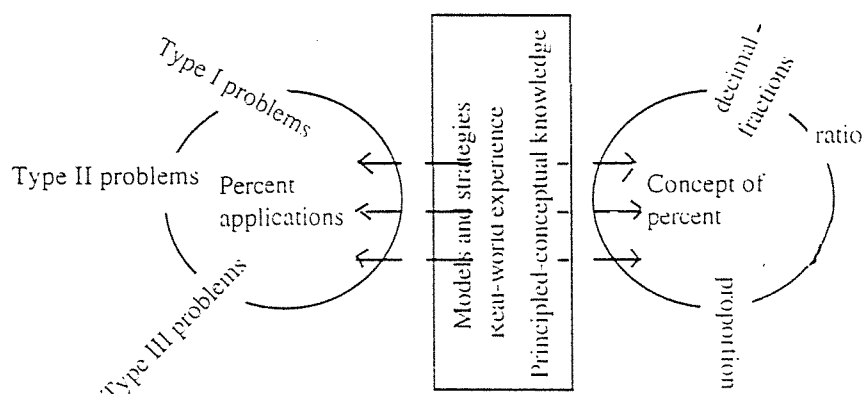 Type I problems
Type II problems
Type III problems
Percent
applications
Models and strategies
Real-world experience
Principled-conceptual knowledge
Concept of
percent
decimal-
fractions
ratio
proportion